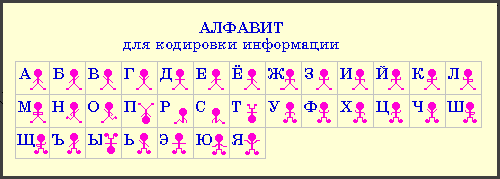 АЛФАВИТ
для кодировки информации
А Б В Г Д Е Ё Ж З И Й К Л
М Н О П Р С Т У Ф Х Ц Ч Ш
Щ Ъ Ы Ь Э Ю Я